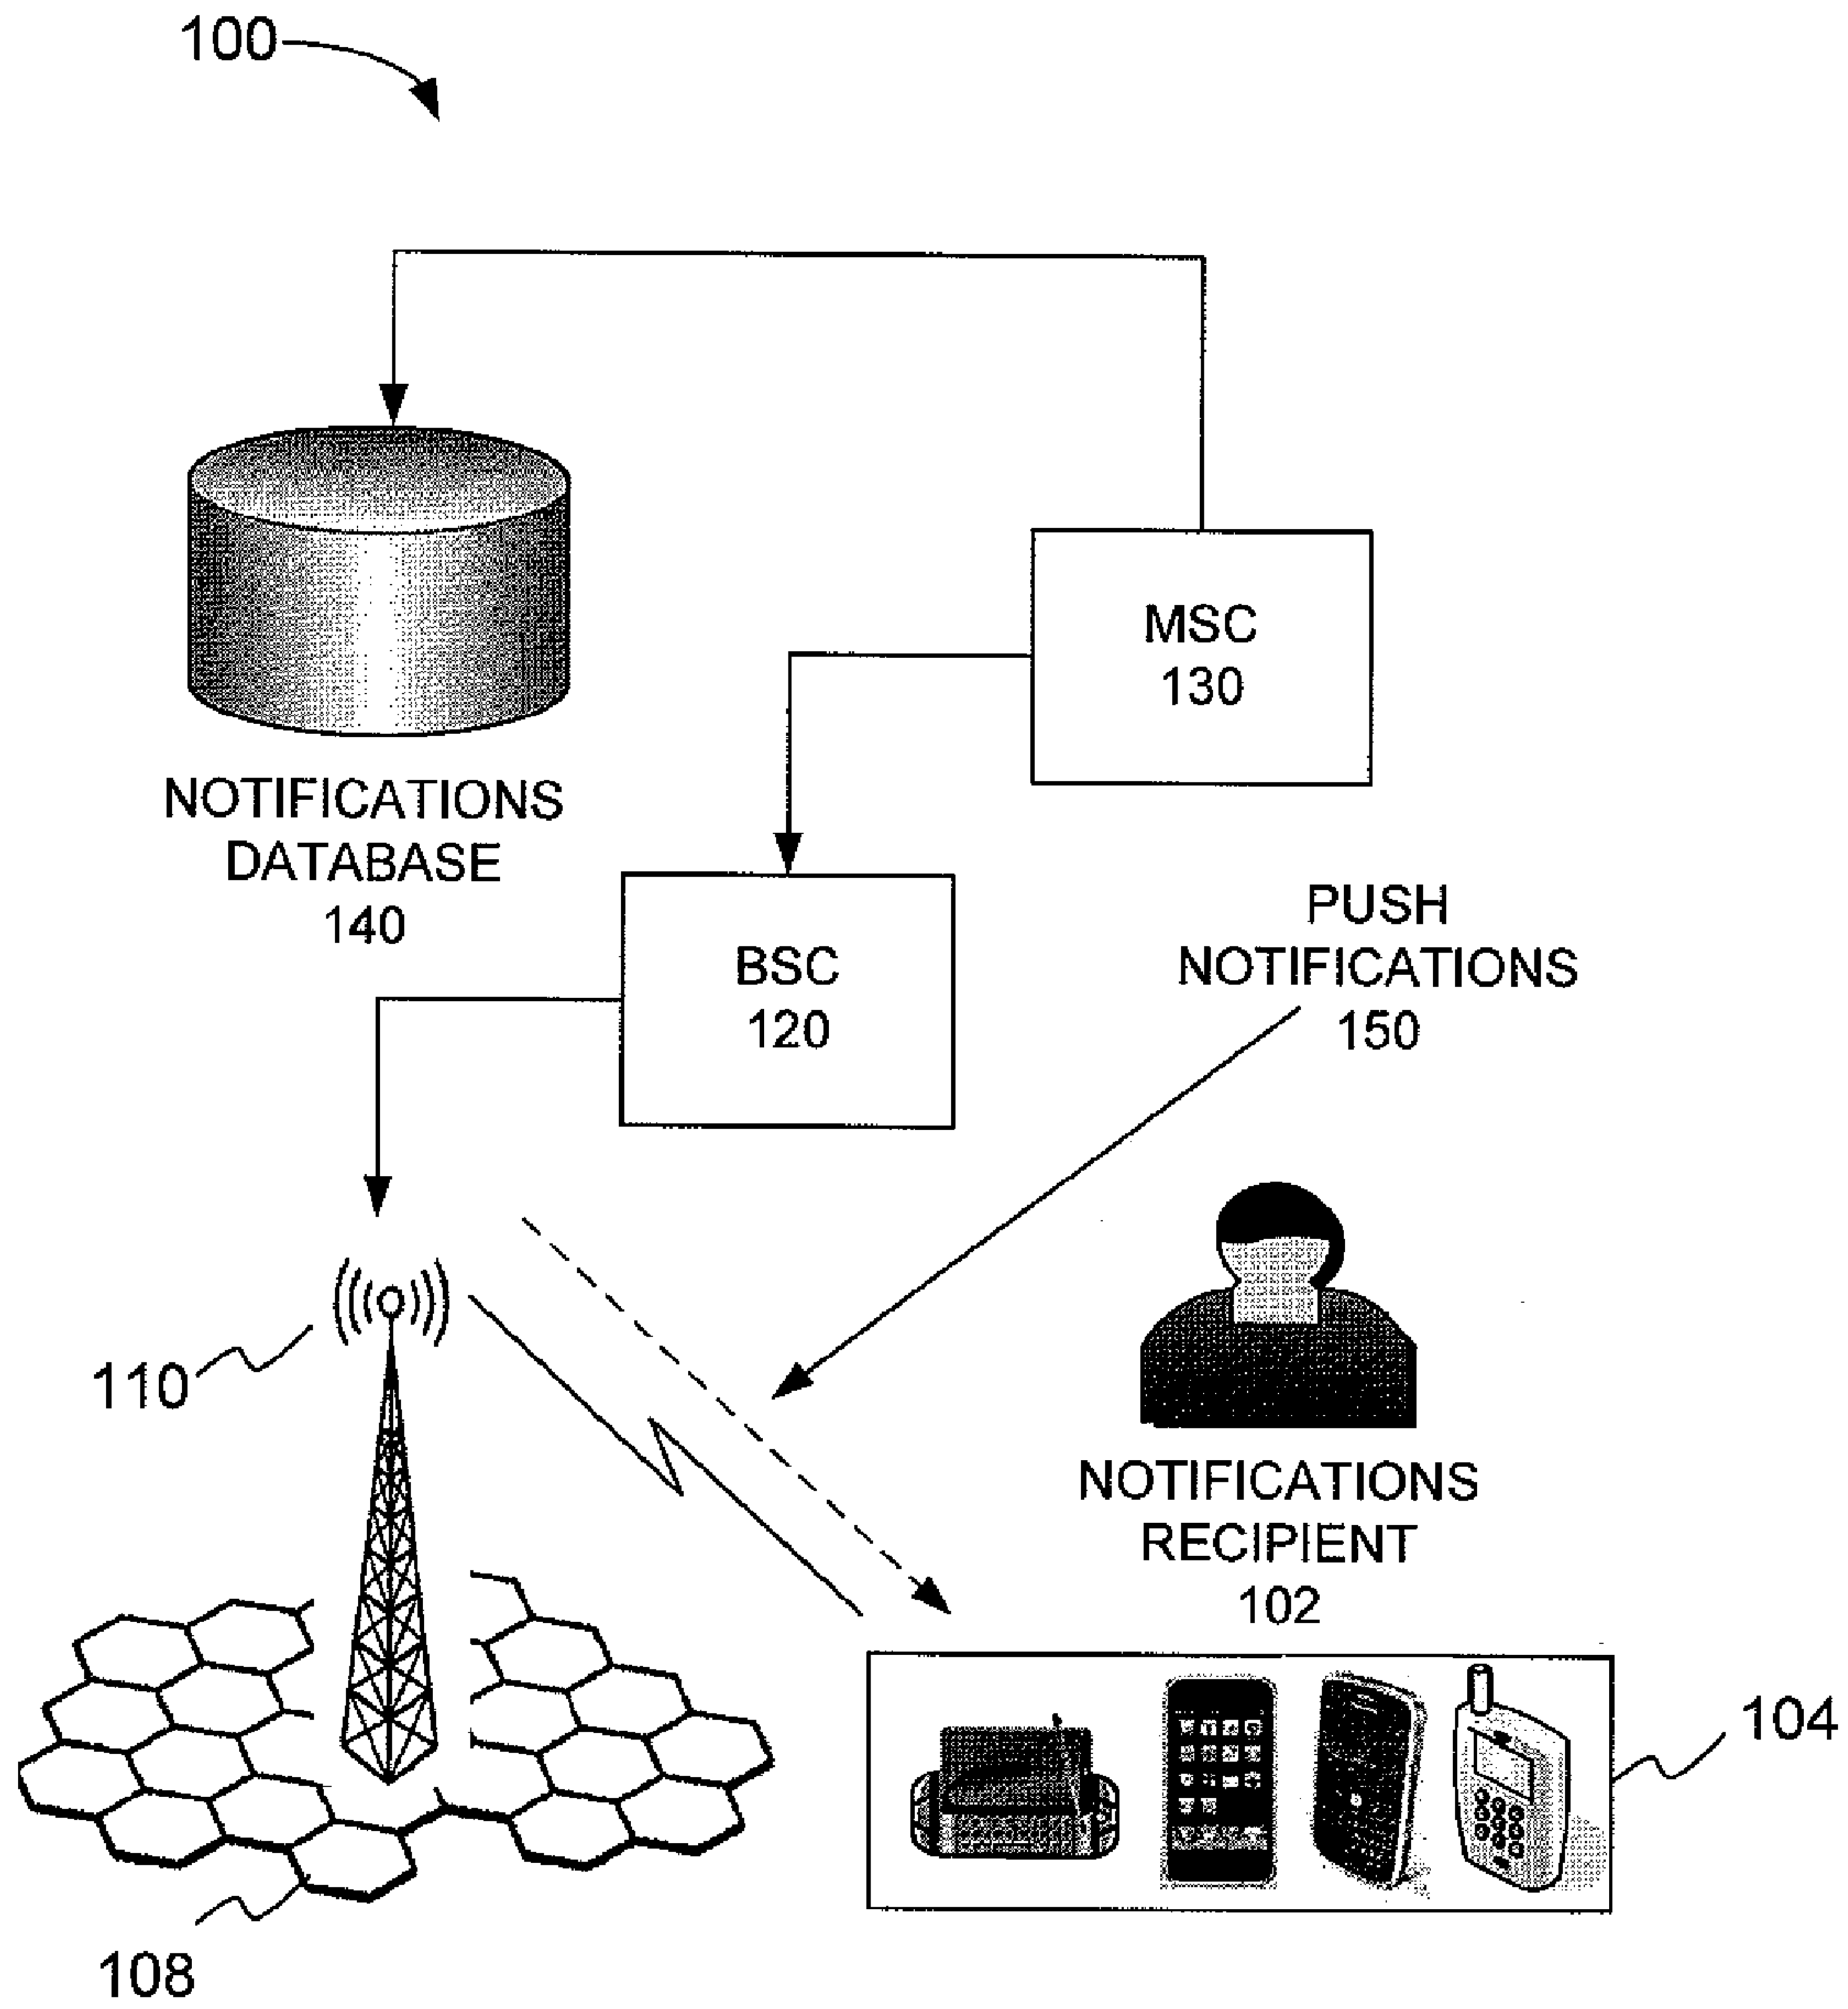 100
MSC
130
NOTIFICATIONS
DATABASE
140
BSC
120
PUSH
NOTIFICATIONS
150
110
NOTIFICATIONS
RECIPIENT
102
104
108